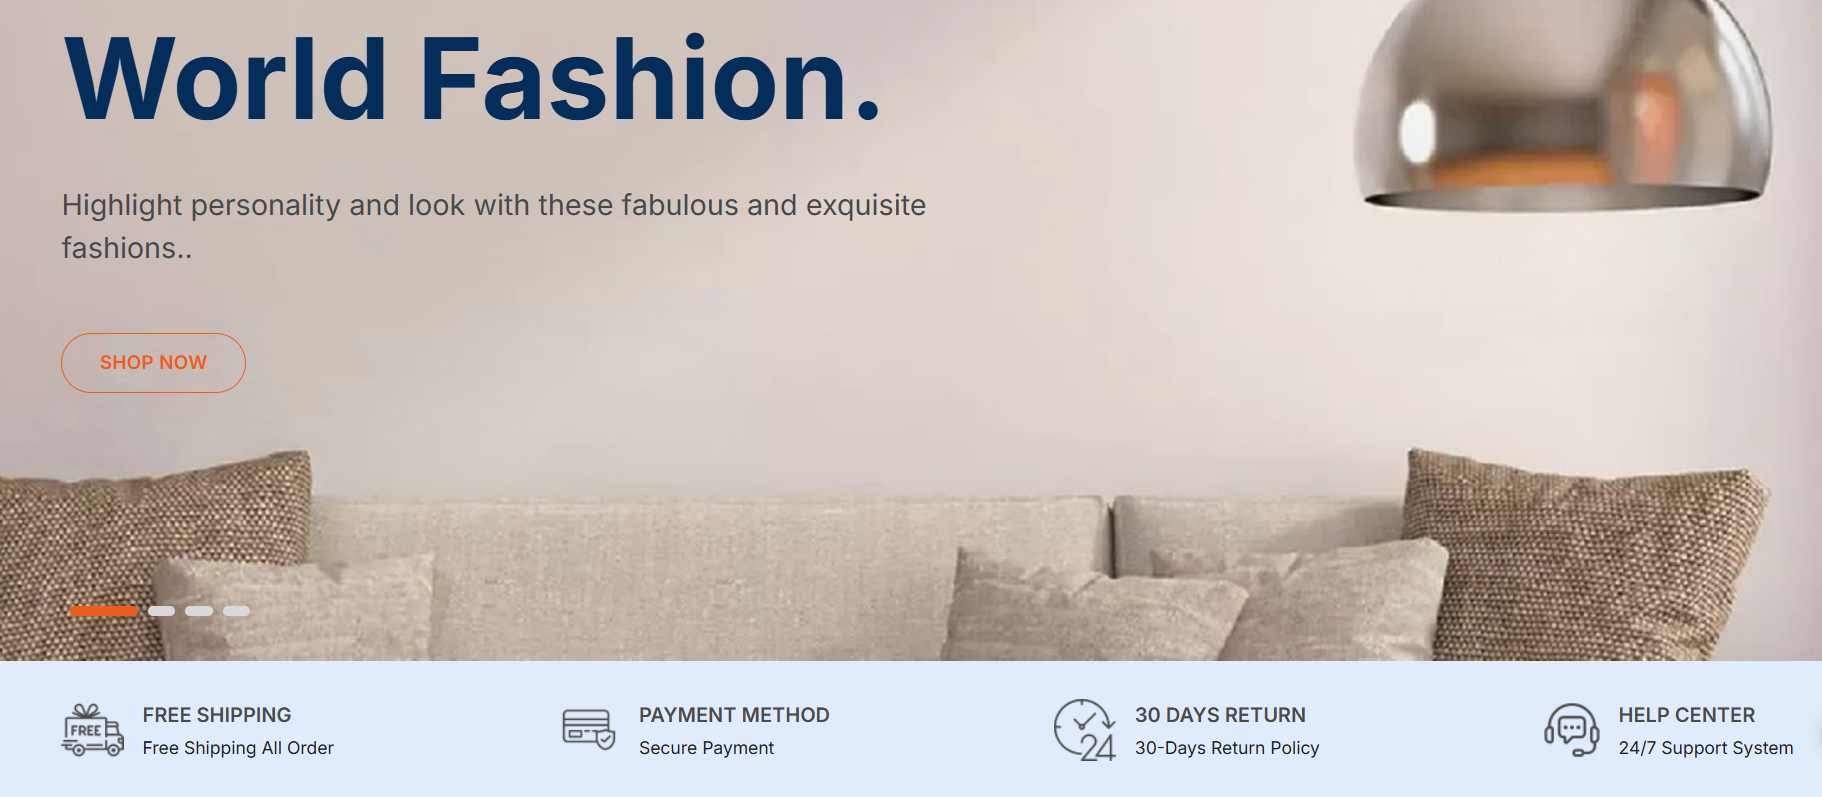 World Fashion.
Highlight personality and look with these fabulous and exquisite
fashions..
SHOP NOW
FREE
FREE SHIPPING
Free Shipping All Order
PAYMENT METHOD
Secure Payment
24
30 DAYS RETURN
30-Days Return Policy
HELP CENTER
24/7 Support System